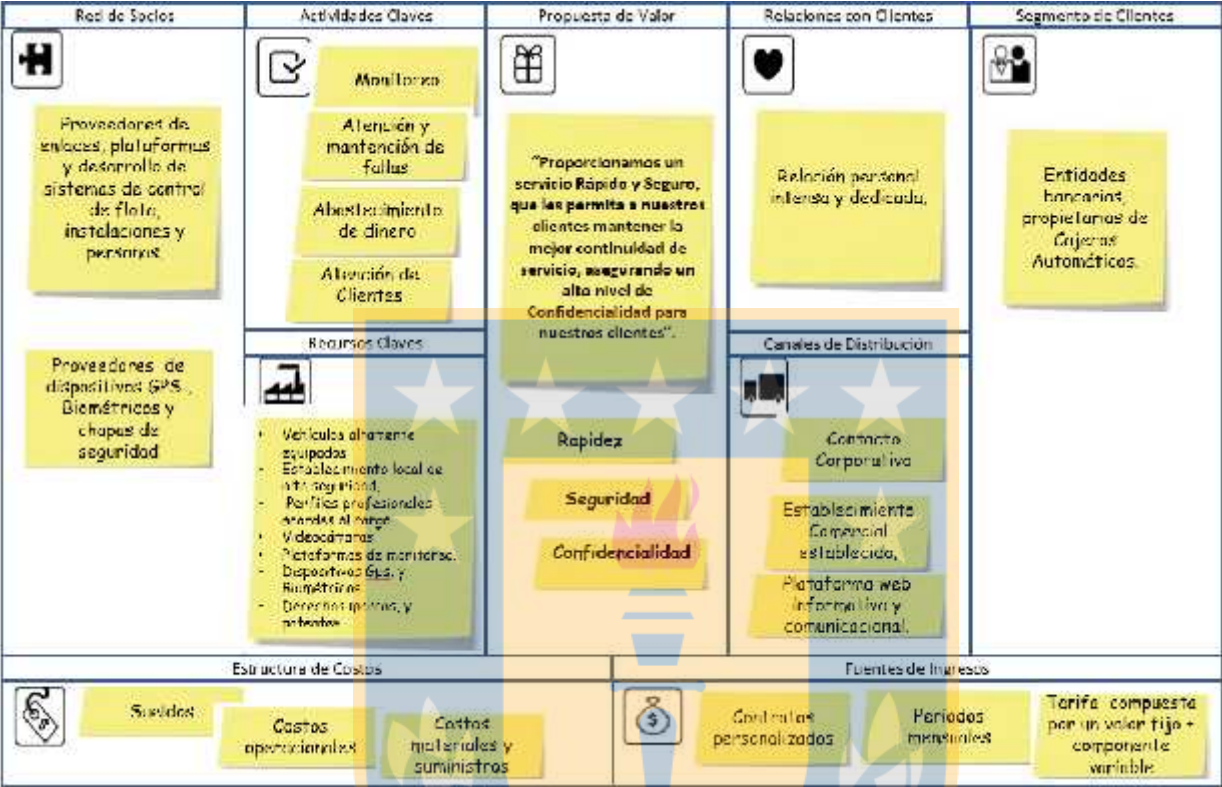 Red de Socios
Proveedores de
enlaces, plataformas
y desarrollo de
sistemas de control
de flota,
instalaciones y
personas
Proveedores de
dispositivos GPS,
Biométricos y
chapas de
seguridad
Actividades Claves
Monitoreo
Atención y
mantención de
fallas
Abastecimiento
de dinero
Atención de
Clientes
Recursos Claves
• Vehículos altamente
equipados
- Establecimiento local de
alta seguridad,
- Perfiles profesionales
acordes al cargo
• Videocámaras
• Plataformas de monitoreo.
- Dispositivos Gps. y
Biométricos
- Derechos marcas, y
patentes
Propuesta de Valor
"Proporcionamos un
servicio Rápido y Seguro,
que les permita a nuestros
clientes mantener la
mejor continuidad de
servicio, asegurando un
alto nivel de
Confidencialidad para
nuestros clientes".
Rapidez
Seguridad
Confidencialidad
Relaciones con Clientes
Relación personal
intensa y dedicada,
Canales de Distribución
Contacto
Corporativo
Establecimiento
Comercial
establecido,
Plataforma web
informativa y
comunicacional.
Segmento de Clientes
Entidades
bancarias,
propietarias de
Cajeros
Automáticos.
Estructura de Costos
Sueldos
Costos
operacionales
Costos
materiales y
suministros
Fuentes de Ingresos
Contratos
personalizados
Periodos
mensuales
Tarifa compuesta
por un valor fijo +
componente
variable